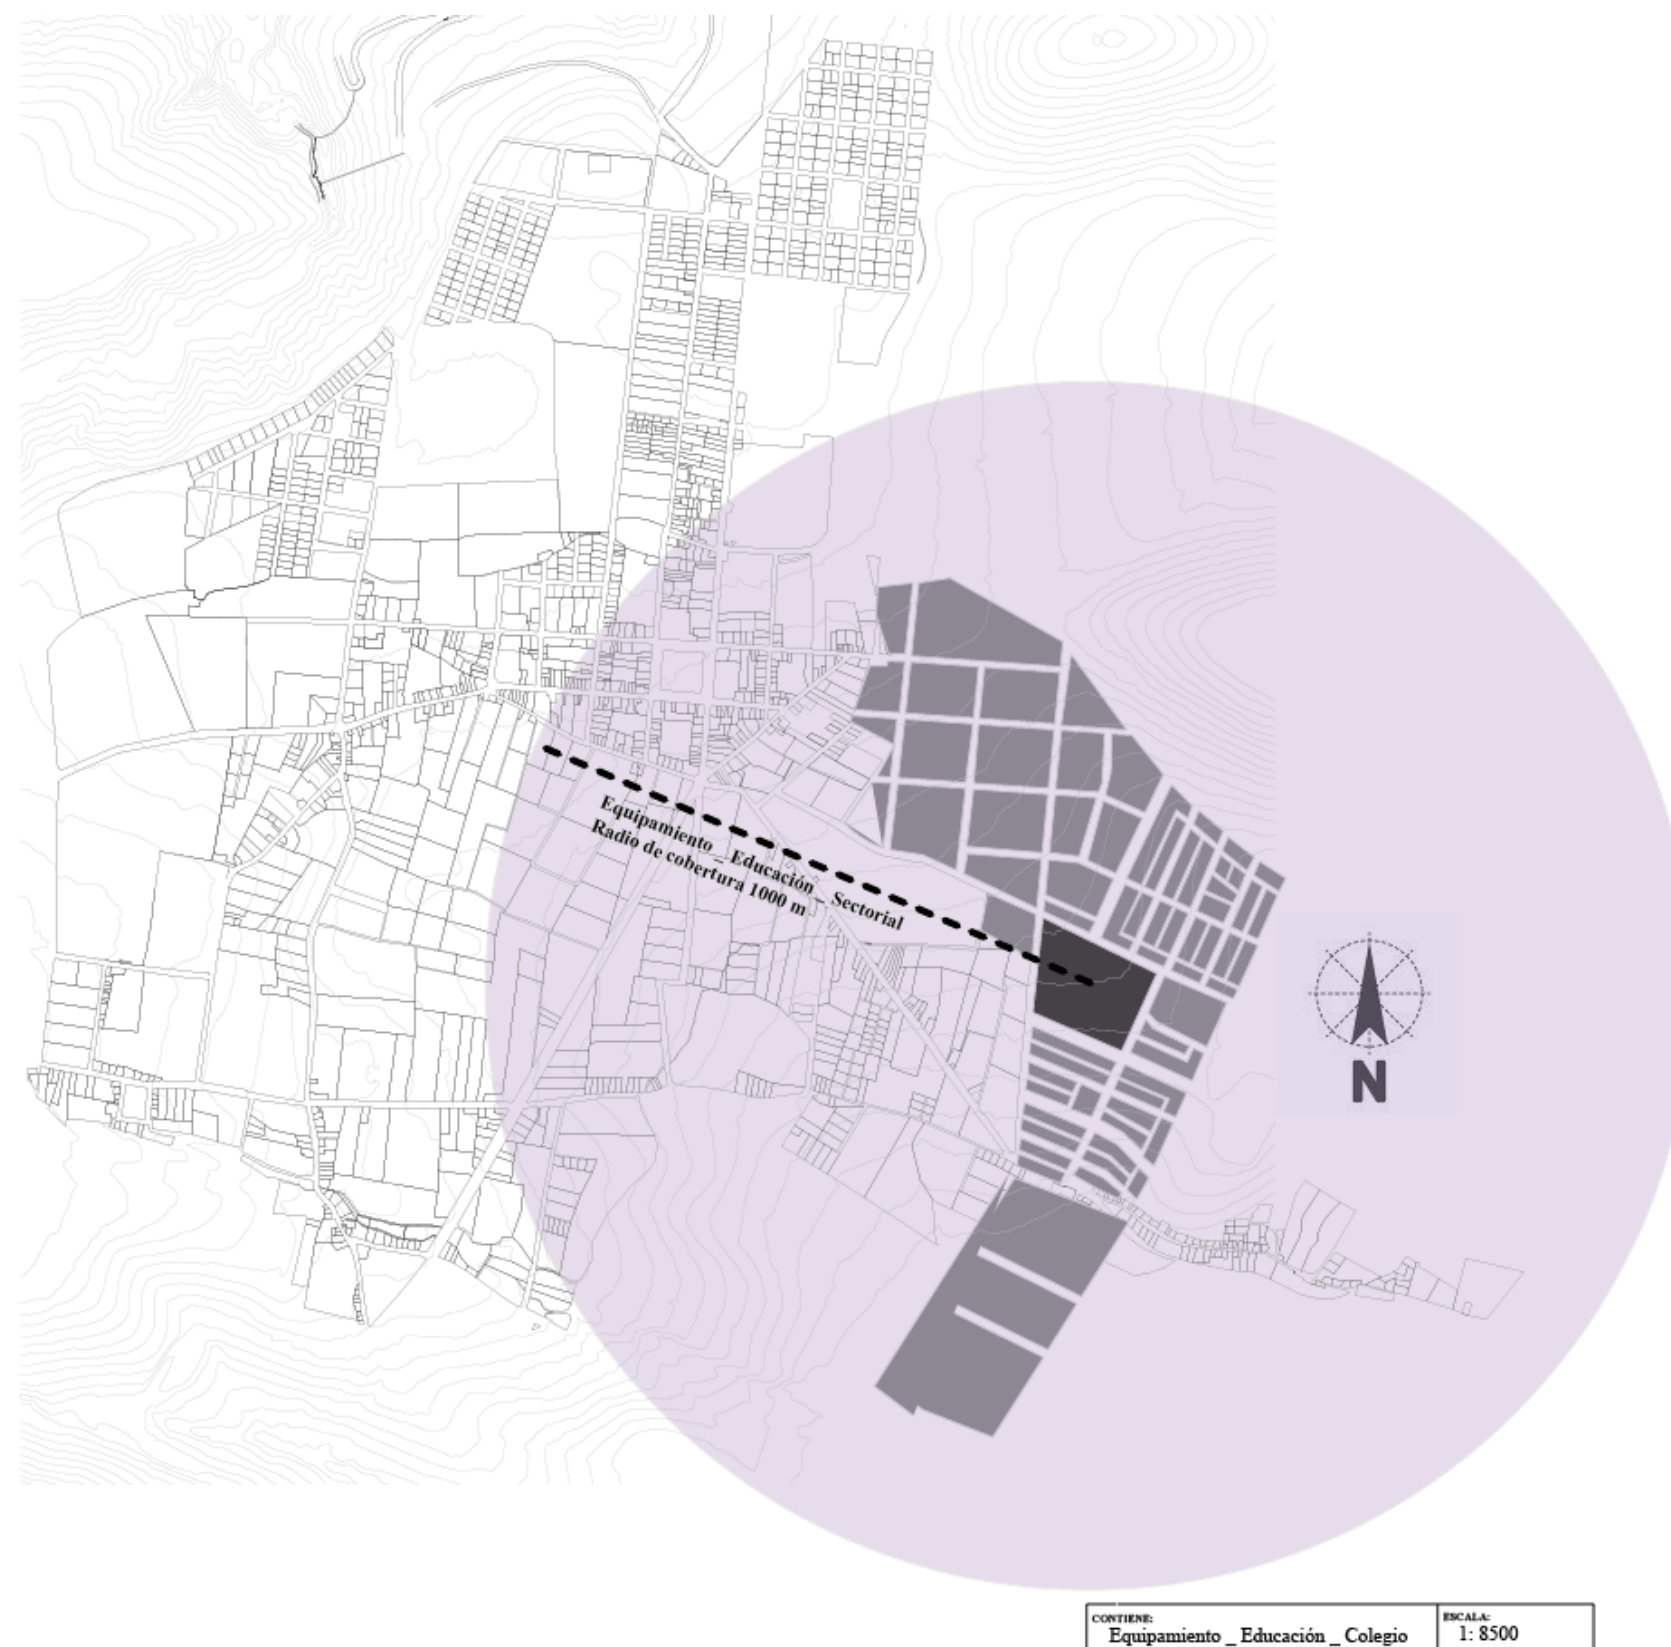 Equipamiento _ Educación _ Sectorial
Radio de cobertura 1000 m
N
CONTIENE:
Equipamiento _ Educación _ Colegio
ESCALA:
1: 8500